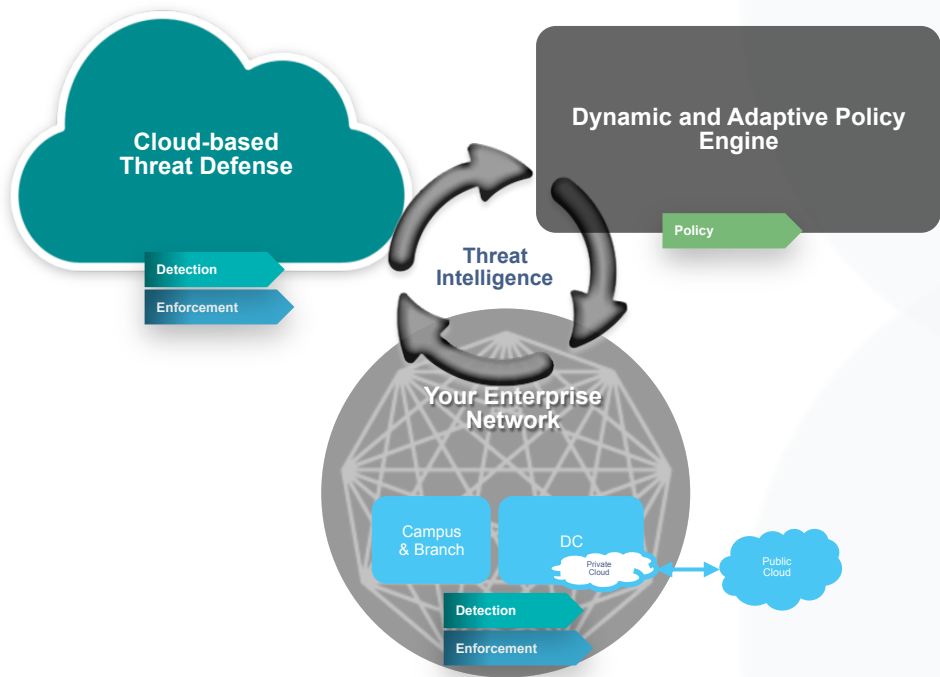 Cloud-based
Threat Defense
Dynamic and Adaptive Policy
Engine
Policy
Threat
Intelligence
Detection
Enforcement
Your Enterprise
Network
Campus
& Branch
DC
Private
Cloud
Public
Cloud
Detection
Enforcement